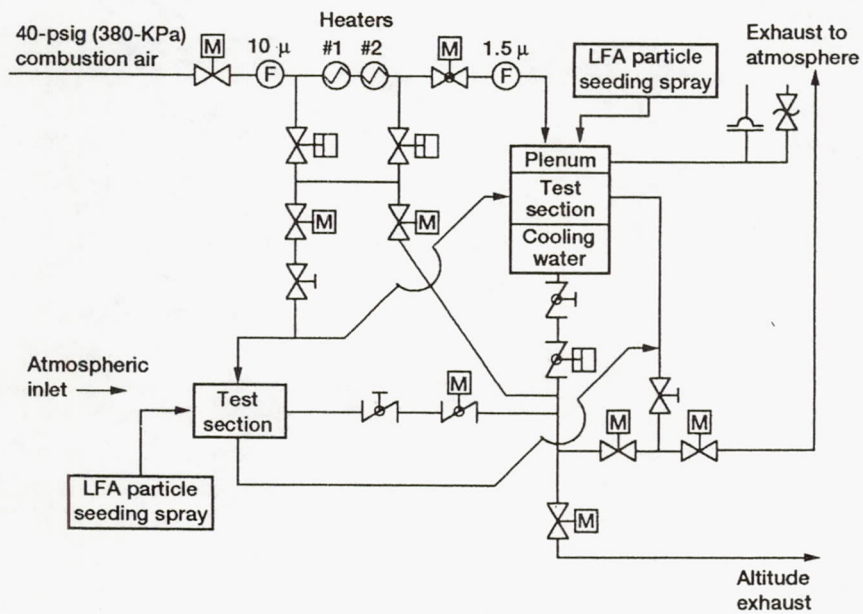 Heaters
40-psig (380-KPa)
combustion air
M
10 µ
F
#1 #2
M
1.5 µ
F
LFA particle
seeding spray
Exhaust to
atmosphere
Plenum
Test
section
Cooling
water
M
M
Atmospheric
inlet
Test
section
M
M
M
LFA particle
seeding spray
M
Altitude
exhaust